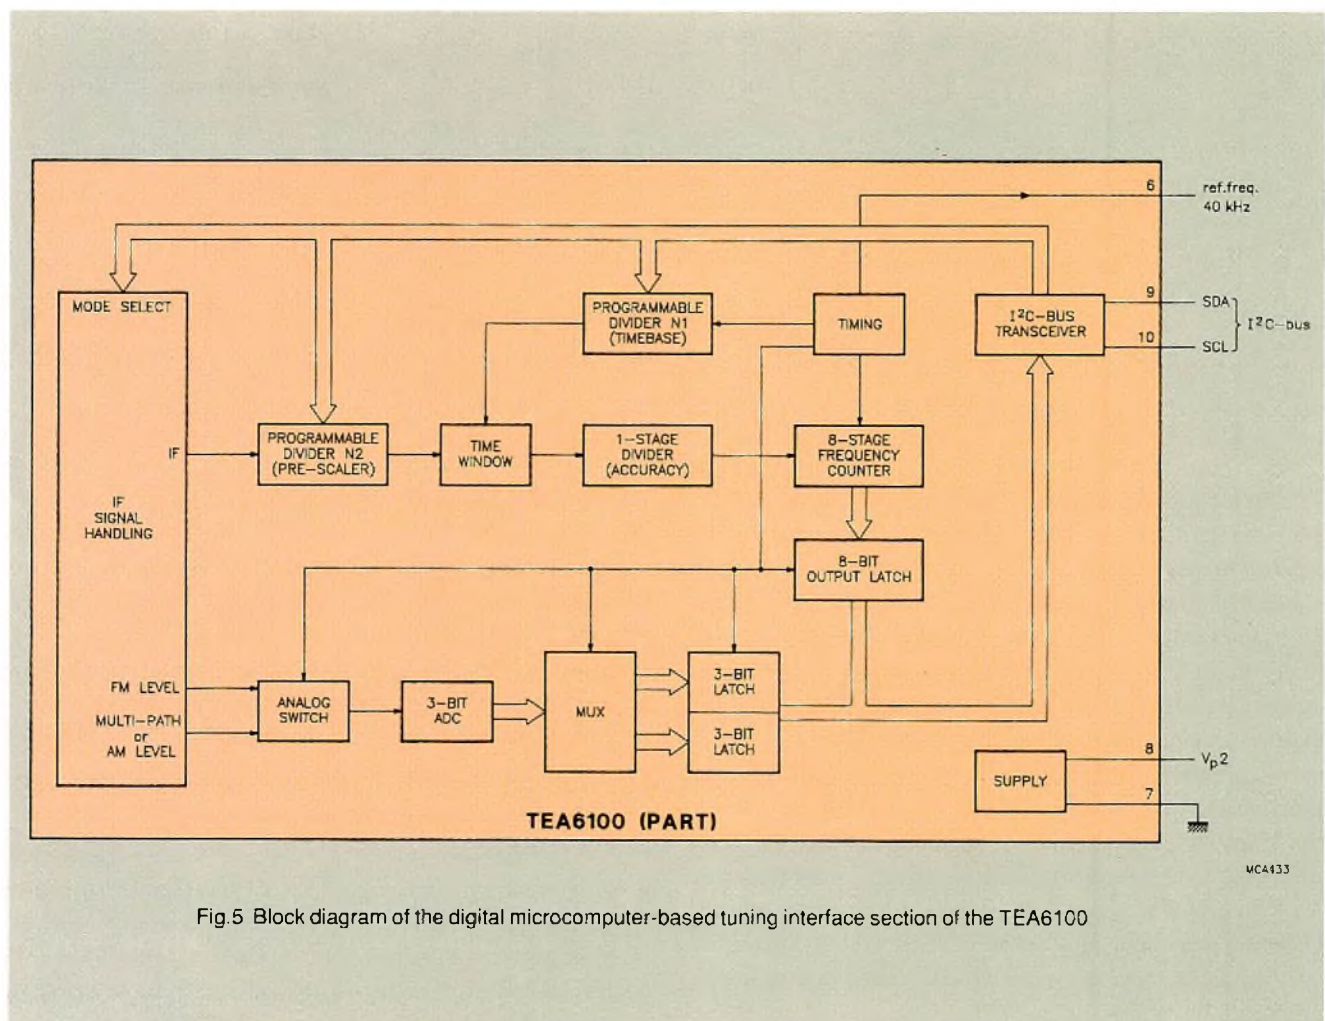 6
ref.freq.
40 kHz
MODE SELECT
PROGRAMMABLE
DIVIDER N1
(TIMEBASE)
TIMING
I²C-BUS
TRANSCEIVER
9
SDA
10
SCL
I²C-bus
IF
PROGRAMMABLE
DIVIDER N2
(PRE-SCALER)
TIME
WINDOW
1-STAGE
DIVIDER
(ACCURACY)
8-STAGE
FREQUENCY
COUNTER
IF
SIGNAL
HANDLING
8-BIT
OUTPUT LATCH
FM LEVEL
MULTI-PATH
or
AM LEVEL
ANALOG
SWITCH
3-BIT
ADC
MUX
3-BIT
LATCH
3-BIT
LATCH
SUPPLY
8
Vp2
7
TEA6100 (PART)
MCA433
Fig.5 Block diagram of the digital microcomputer-based tuning interface section of the TEA6100